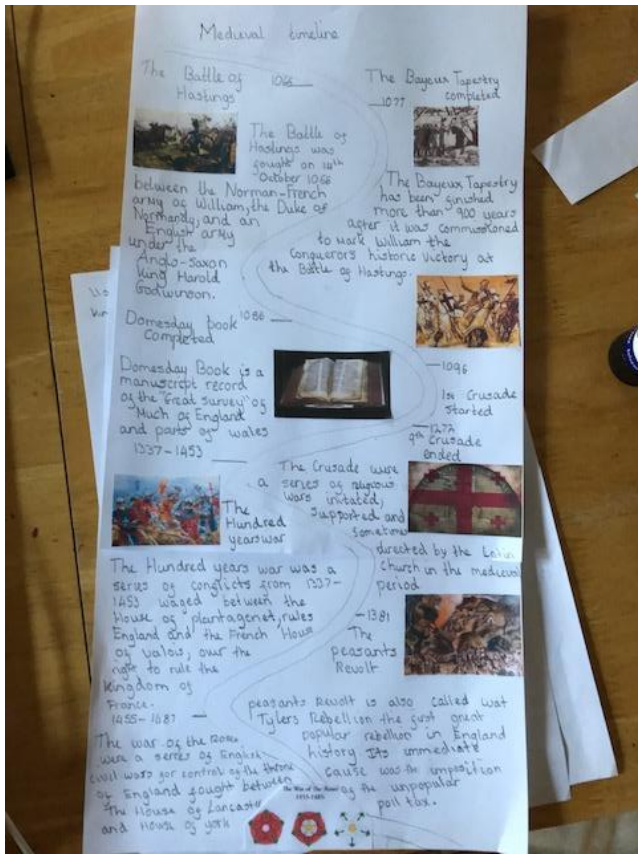 Medieval timeline
The Battle of
Hastings
1066
The Battle of
Hastings was
fought on 14th
October 1066
between the Norman-French
army of William, the Duke of
Normandy, and an
English army
under the
Anglo-Saxon
King Harold
Godwinson.
The Bayeux Tapestry
completed
1077
The Bayeux Tapestry
has been finished
more than 900 years
after it was commissioned
to mark William the
Conqueror's historic victory at
the Battle of Hastings.
1086
Domesday book
completed
Domesday Book is a
manuscript record
of the "Great survey" of
Much of England
and parts of wales
1096
1st Crusade
Started
1272
9th Crusade
ended
The Crusade were
a series of religious
wars initated,
supported and
sometimes
directed by the Latin
church in the medieval
period
1337-1453
The
Hundred
years war
The Hundred years war was a
series of conflicts from 1337-
1453 waged between the
House of plantagenet, rules
England and the French House
of valois, over the
right to rule the
Kingdom of
France.
1381
The
peasants
Revolt
peasants Revolt is also called wat
Tylers Rebellion the first great
popular rebellion in England
history Its immediate
cause was the imposition
of the unpopular
poll tax.
1455-1487
The war of the Roses
were a series of English
civil wars for control of the throne
of England fought between
The House of Lancaster
and House of york
The War of The Roses